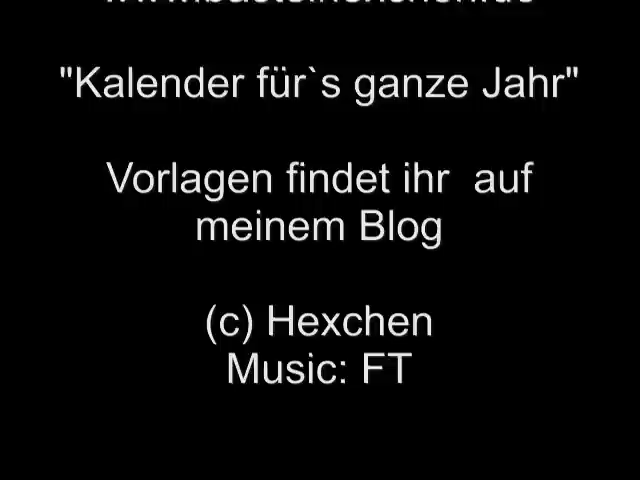 "Kalender für`s ganze Jahr"
Vorlagen findet ihr  auf
meinem Blog
(c) Hexchen
Music: FT